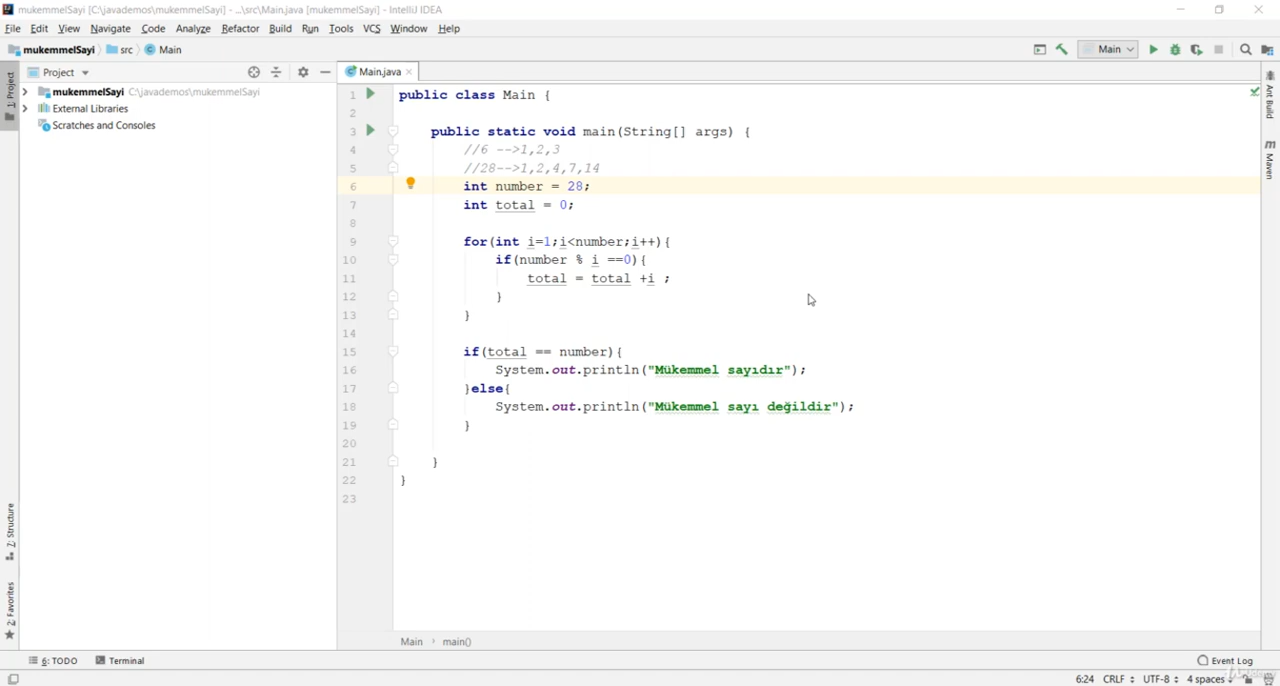 mukemmelSayi [C:\javademos\mukemmelSayi] - ...\src\Main.java [mukemmelSayi] - IntelliJ IDEA
File Edit View Navigate Code Analyze Refactor Build Run Tools VCS Window Help
mukemmelSayi src Main Main
Project Main.java
1: Project
mukemmelSayi C:\javademos\mukemmelSayi
External Libraries
Scratches and Consoles
1 public class Main {
2
3 public static void main(String[] args) {
4 //6 -->1,2,3
5 //28-->1,2,4,7,14
6 int number = 28;
7 int total = 0;
8
9 for(int i=1;i<number;i++){
10 if(number % i ==0){
11 total = total +i ;
12 }
13 }
14
15 if(total == number){
16 System.out.println("Mükemmel sayıdır");
17 }else{
18 System.out.println("Mükemmel sayı değildir");
19 }
20
21 }
22 }
23
Ant Build
Maven
7: Structure
2: Favorites
Main main()
6: TODO Terminal Event Log
6:24 CRLF UTF-8 4 spaces